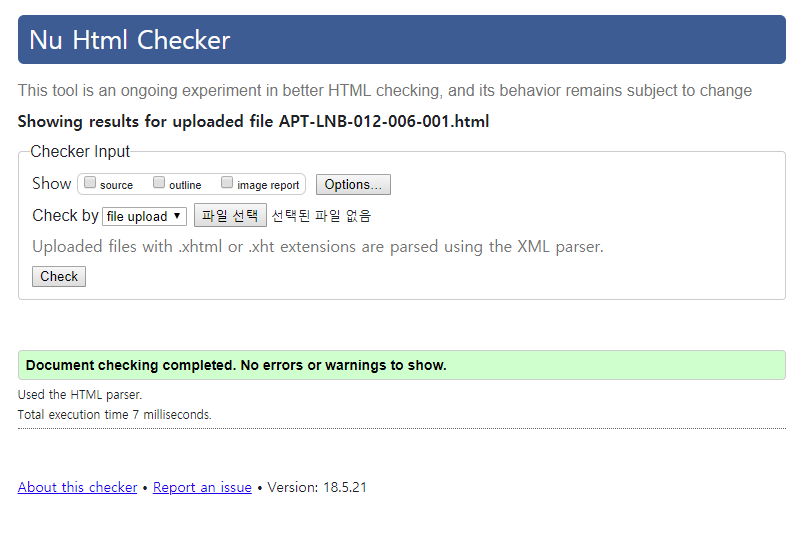 Nu Html Checker
This tool is an ongoing experiment in better HTML checking, and its behavior remains subject to change
Showing results for uploaded file APT-LNB-012-006-001.html
Checker Input
Show source outline image report Options...
Check by file upload 파일 선택 선택된 파일 없음
Uploaded files with .xhtml or .xht extensions are parsed using the XML parser.
Check
Document checking completed. No errors or warnings to show.
Used the HTML parser.
Total execution time 7 milliseconds.
About this checker • Report an issue • Version: 18.5.21